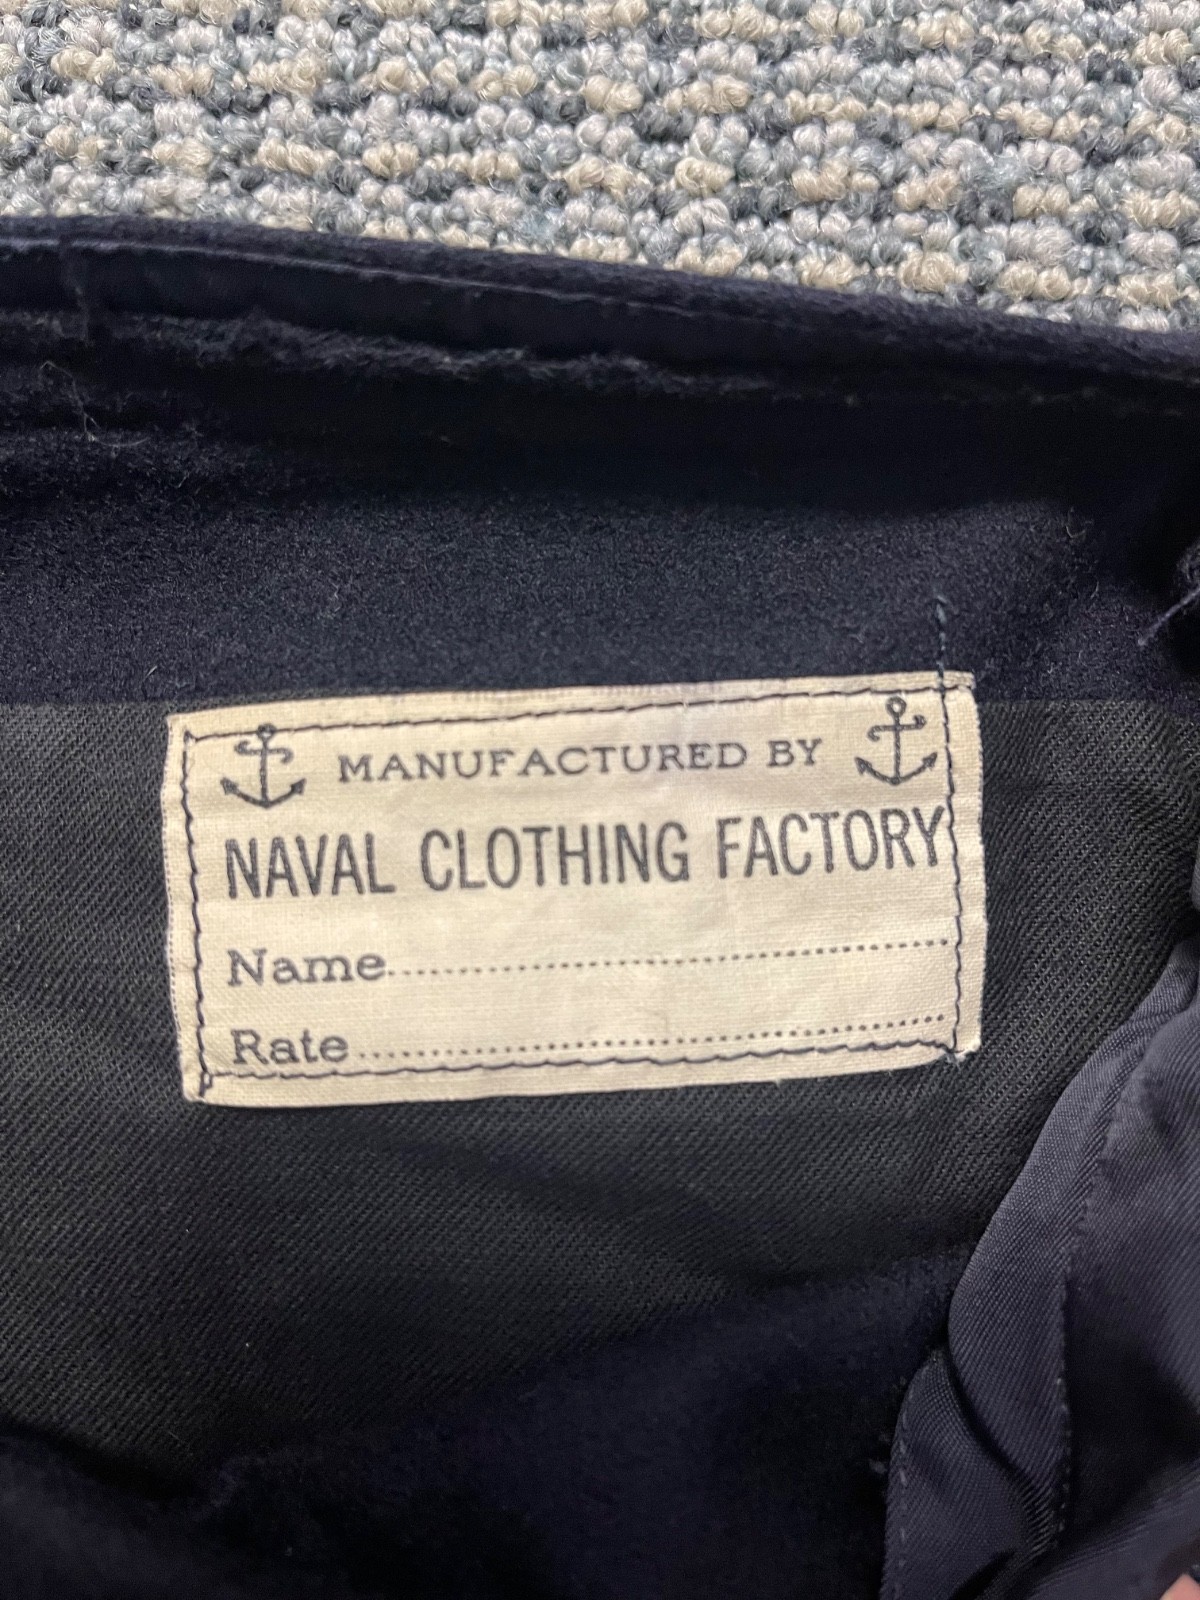 MANUFACTURED BY
NAVAL CLOTHING FACTORY
Name....................................................
Rate....................................................